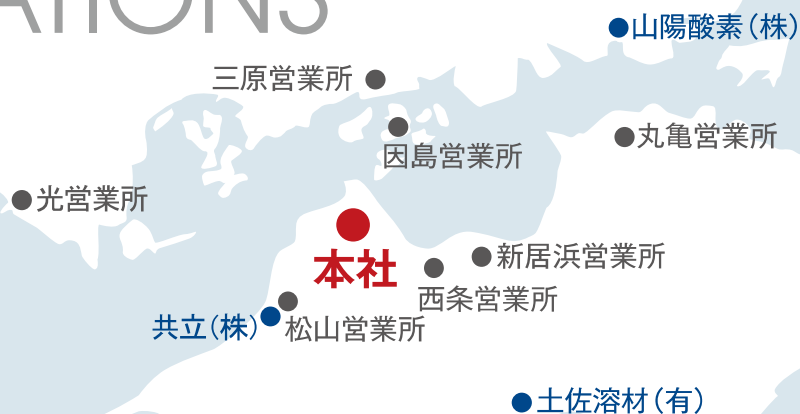 ATIONS
山陽酸素(株)
三原営業所
因島営業所
丸亀営業所
光営業所
本社
新居浜営業所
西条営業所
共立(株)
松山営業所
土佐溶材(有)